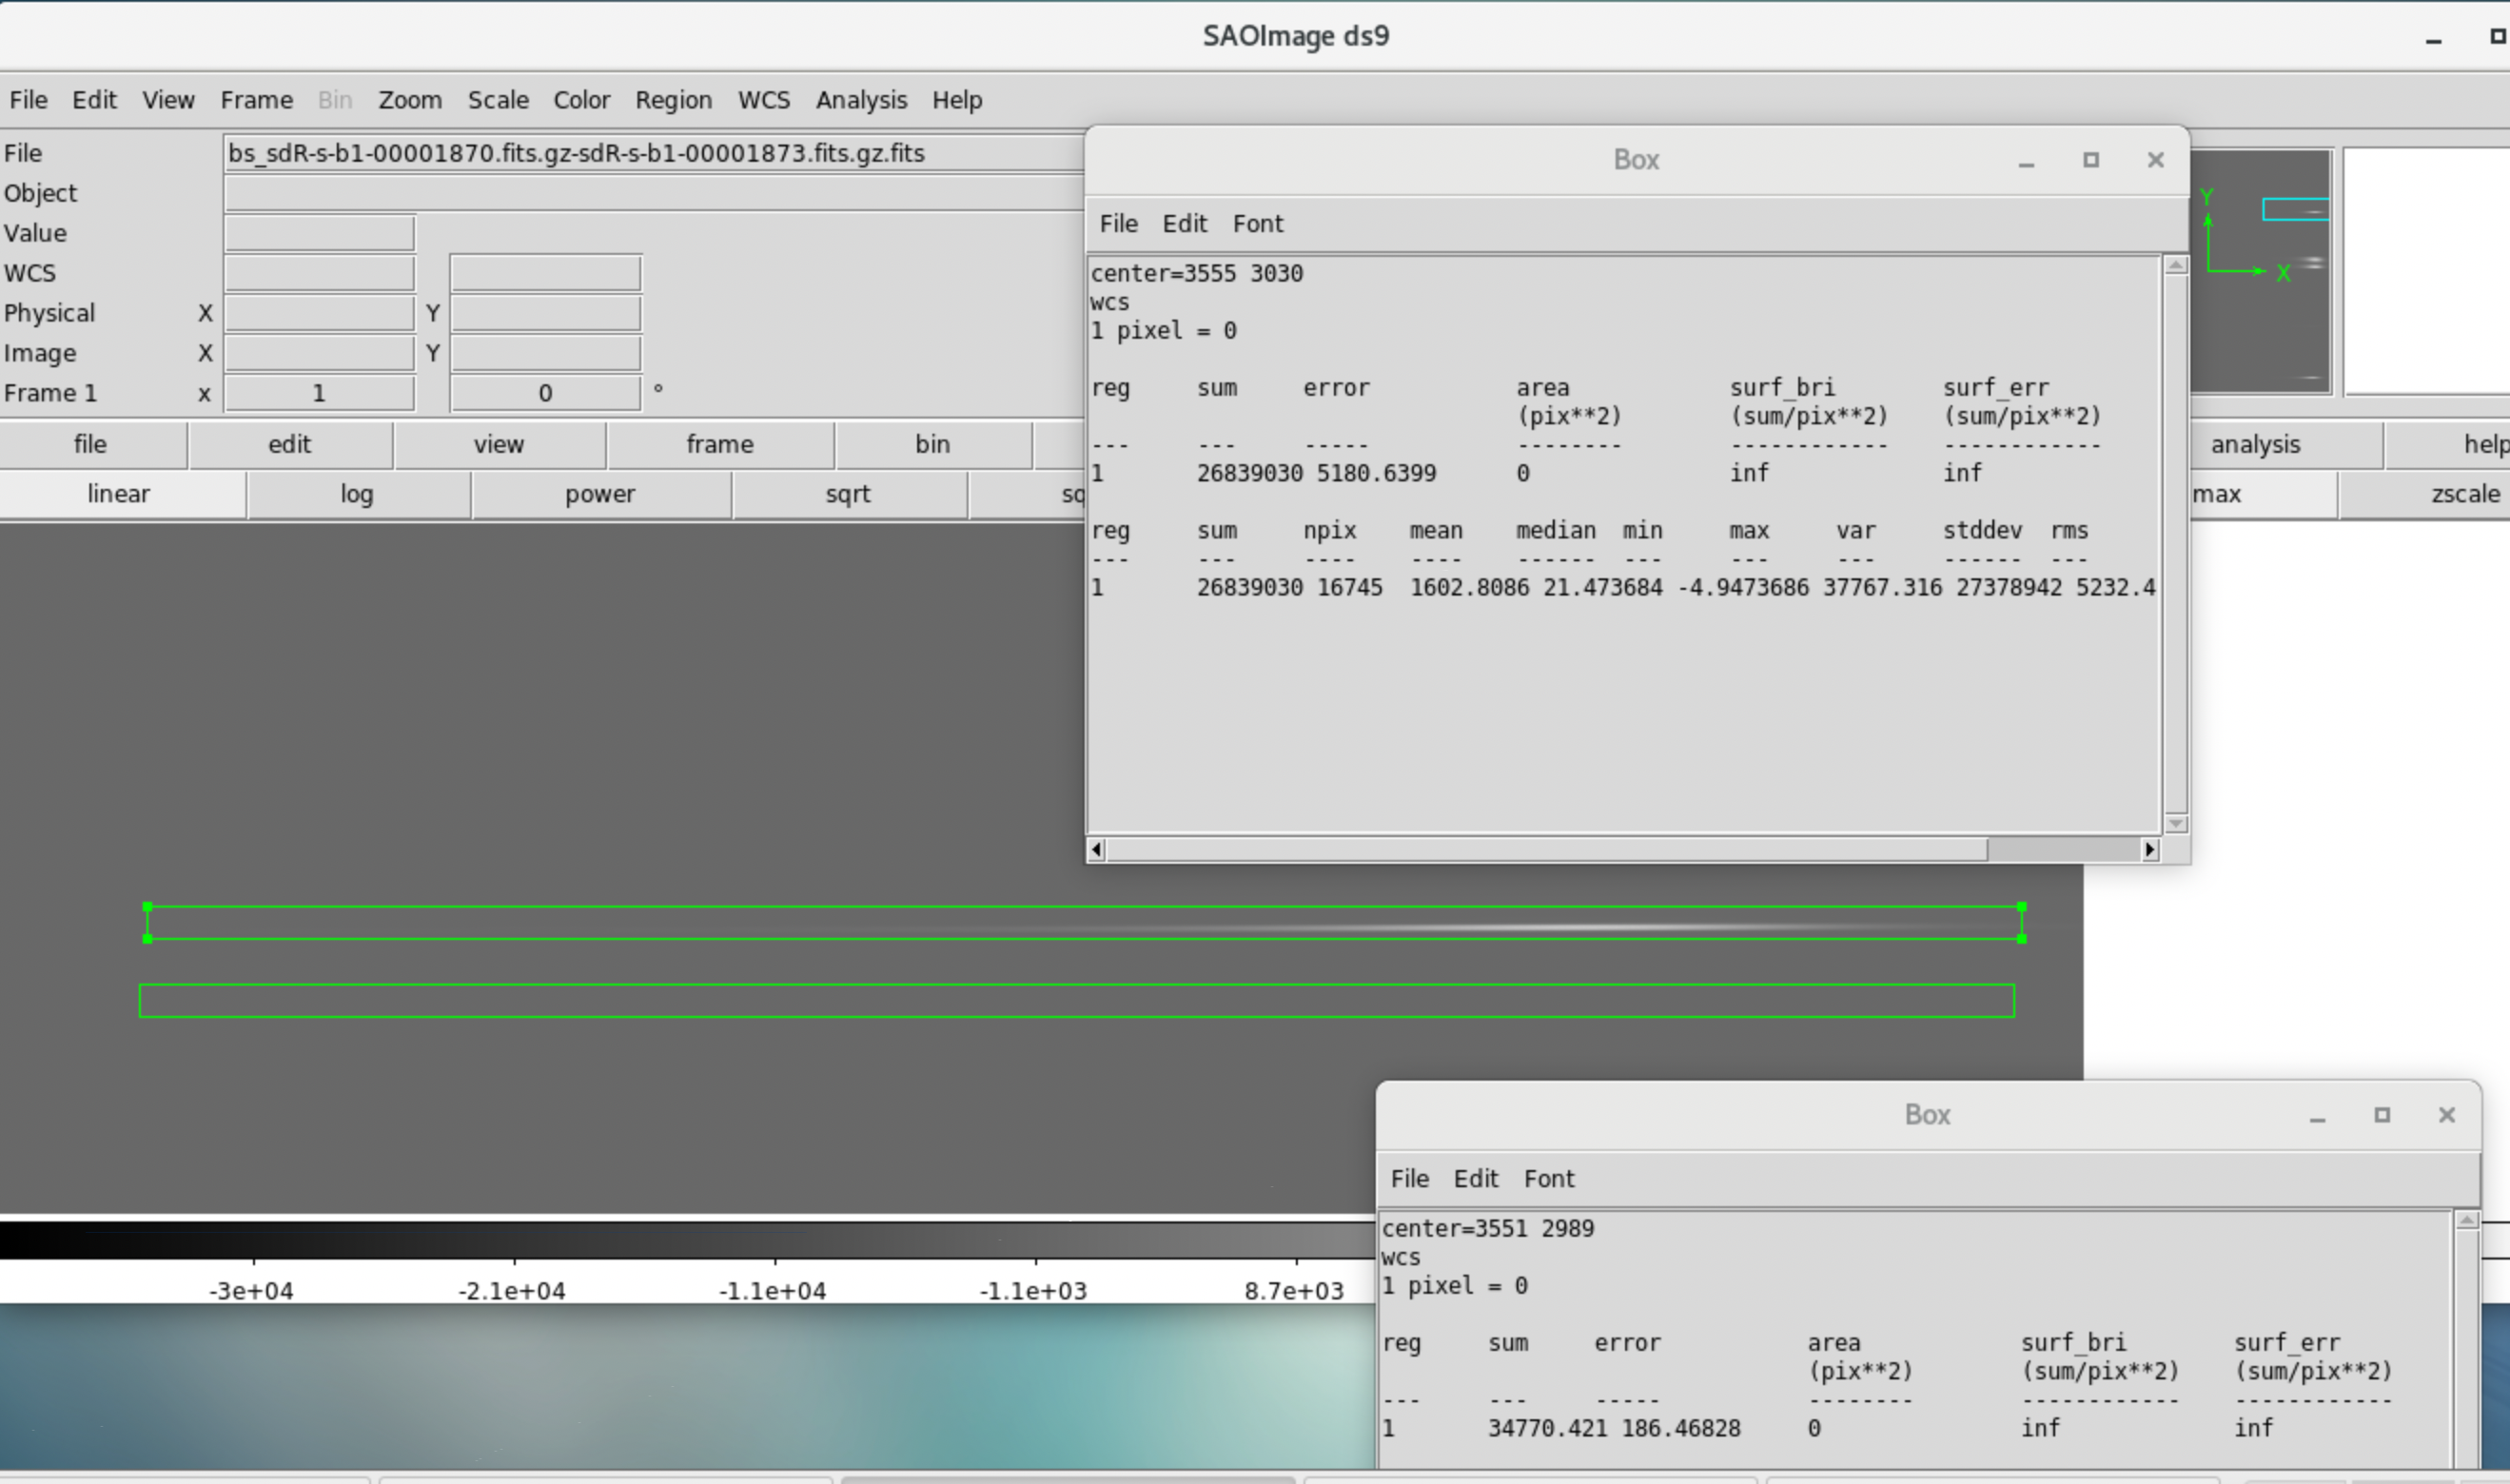 SAOImage ds9
File Edit View Frame Bin Zoom Scale Color Region WCS Analysis Help
File bs_sdR-s-b1-00001870.fits.gz-sdR-s-b1-00001873.fits.gz.fits
Object
Value
WCS
Physical X Y
Image X Y
Frame 1 x 1 0 °
file edit view frame bin analysis help
linear log power sqrt sq max zscale
Box
File Edit Font
center=3555 3030
wcs
1 pixel = 0
reg sum error area surf_bri surf_err
(pix**2) (sum/pix**2) (sum/pix**2)
--- --- ----- -------- ------------ ------------
1 26839030 5180.6399 0 inf inf
reg sum npix mean median min max var stddev rms
--- --- ---- ---- ------ --- --- --- ------ ---
1 26839030 16745 1602.8086 21.473684 -4.9473686 37767.316 27378942 5232.4
Y
X
-3e+04 -2.1e+04 -1.1e+04 -1.1e+03 8.7e+03
Box
File Edit Font
center=3551 2989
wcs
1 pixel = 0
reg sum error area surf_bri surf_err
(pix**2) (sum/pix**2) (sum/pix**2)
--- --- ----- -------- ------------ ------------
1 34770.421 186.46828 0 inf inf